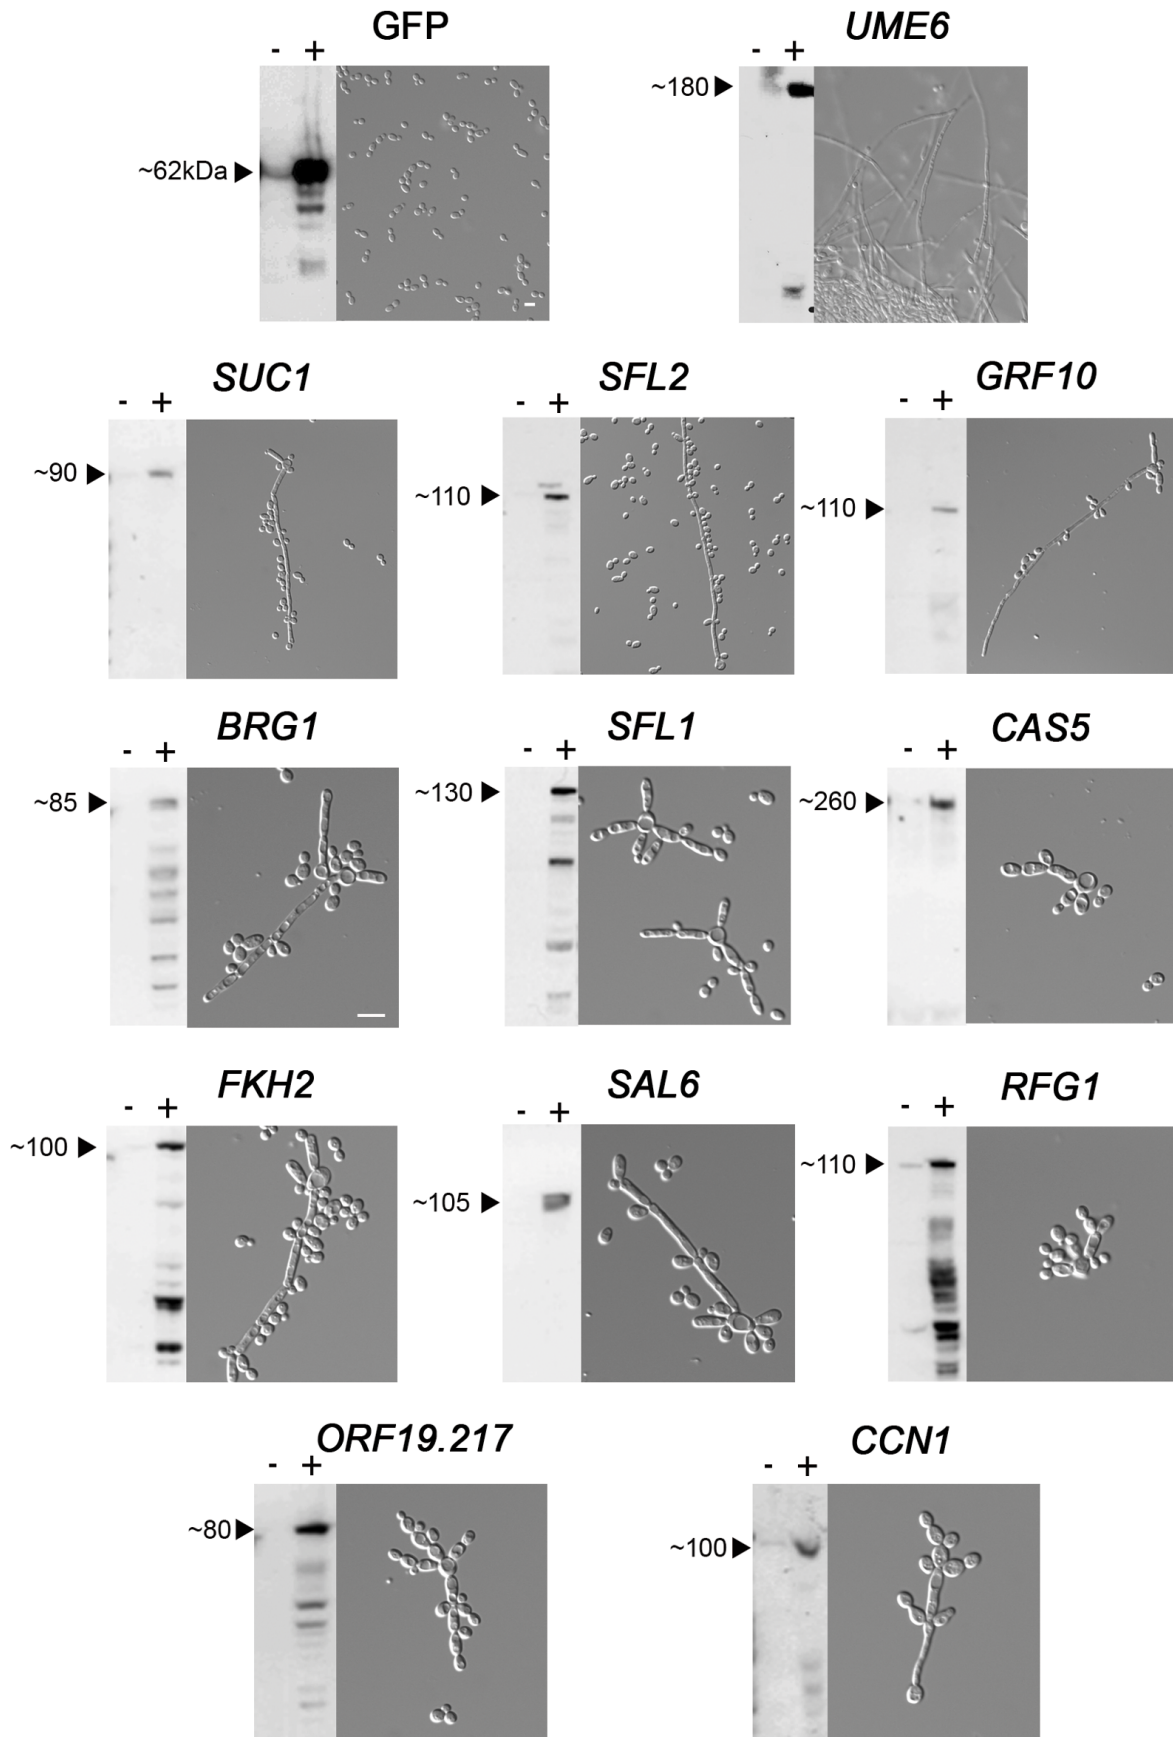 GFP
- +
~62kDa
UME6
- +
~180
SUC1
- +
~90
SFL2
- +
~110
GRF10
- +
~110
BRG1
- +
~85
SFL1
- +
~130
CAS5
- +
~260
FKH2
- +
~100
SAL6
- +
~105
RFG1
- +
~110
ORF19.217
- +
~80
CCN1
- +
~100